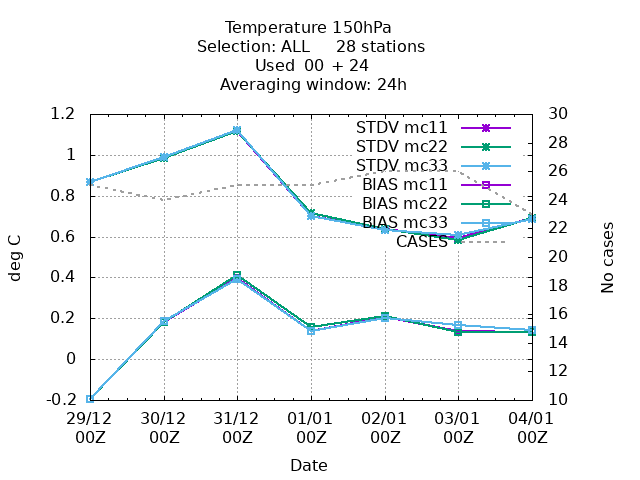 Temperature 150hPa
Selection: ALL 28 stations
Used 00 + 24
Averaging window: 24h
1.2
1
0.8
0.6
0.4
0.2
0
-0.2
deg C
30
28
26
24
22
20
18
16
14
12
10
No cases
STDV mc11
STDV mc22
STDV mc33
BIAS mc11
BIAS mc22
BIAS mc33
CASES
29/12 30/12 31/12 01/01 02/01 03/01 04/01
00Z 00Z 00Z 00Z 00Z 00Z 00Z
Date